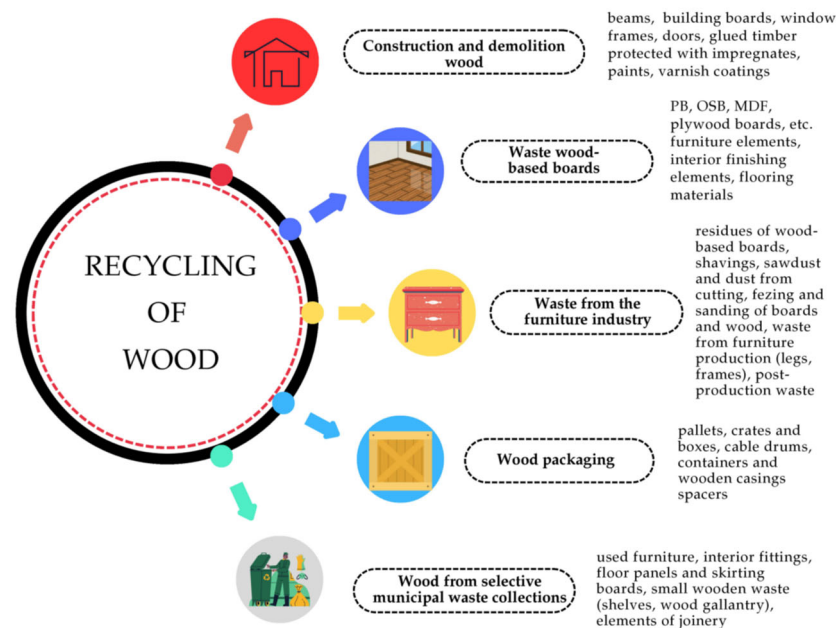 RECYCLING
OF
WOOD
Construction and demolition
wood
beams, building boards, window
frames, doors, glued timber
protected with impregnates,
paints, varnish coatings
Waste wood-
based boards
PB, OSB, MDF,
plywood boards, etc.
furniture elements,
interior finishing
elements, flooring
materials
Waste from the
furniture industry
residues of wood-
based boards,
shavings, sawdust
and dust from
cutting, fezing and
sanding of boards
and wood, waste
from furniture
production (legs,
frames), post-
production waste
Wood packaging
pallets, crates and
boxes, cable drums,
containers and
wooden casings
spacers
Wood from selective
municipal waste collections
used furniture, interior fittings,
floor panels and skirting
boards, small wooden waste
(shelves, wood gallantry),
elements of joinery